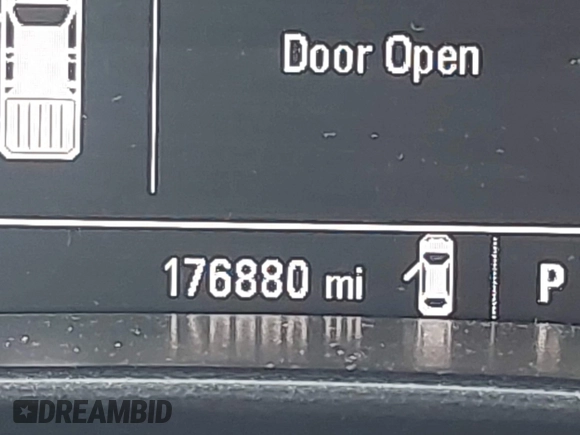 Door Open
176880 mi
P
DREAMBID